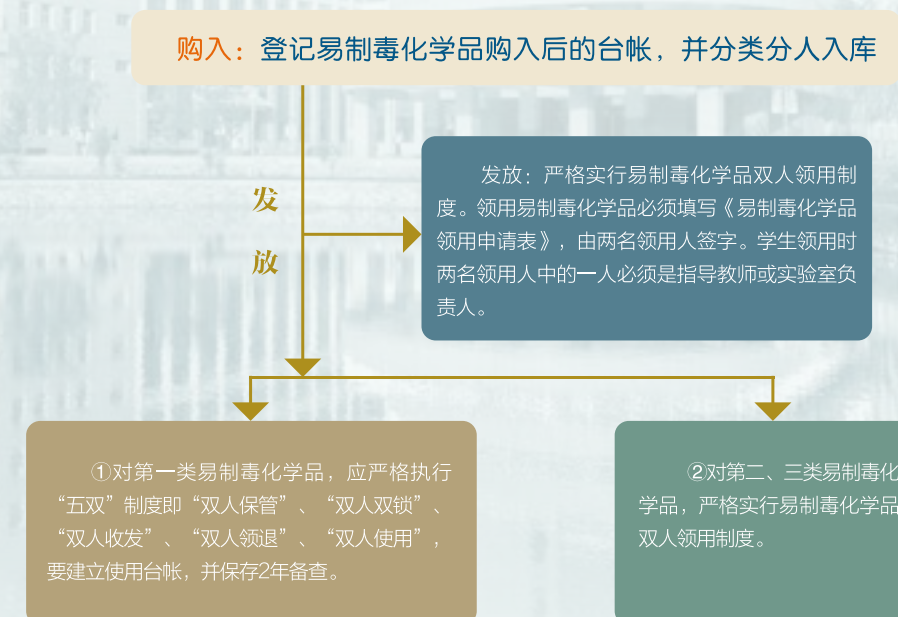 购入：登记易制毒化学品购入后的台帐，并分类分人入库
发
放
发放：严格实行易制毒化学品双人领用制
度。领用易制毒化学品必须填写《易制毒化学品
领用申请表》，由两名领用人签字。学生领用时
两名领用人中的一人必须是指导教师或实验室负
责人。
①对第一类易制毒化学品，应严格执行
“五双”制度即“双人保管”、“双人双锁”、
“双人收发”、“双人领退”、“双人使用”，
要建立使用台帐，并保存2年备查。
②对第二、三类易制毒化
学品，严格实行易制毒化学品
双人领用制度。